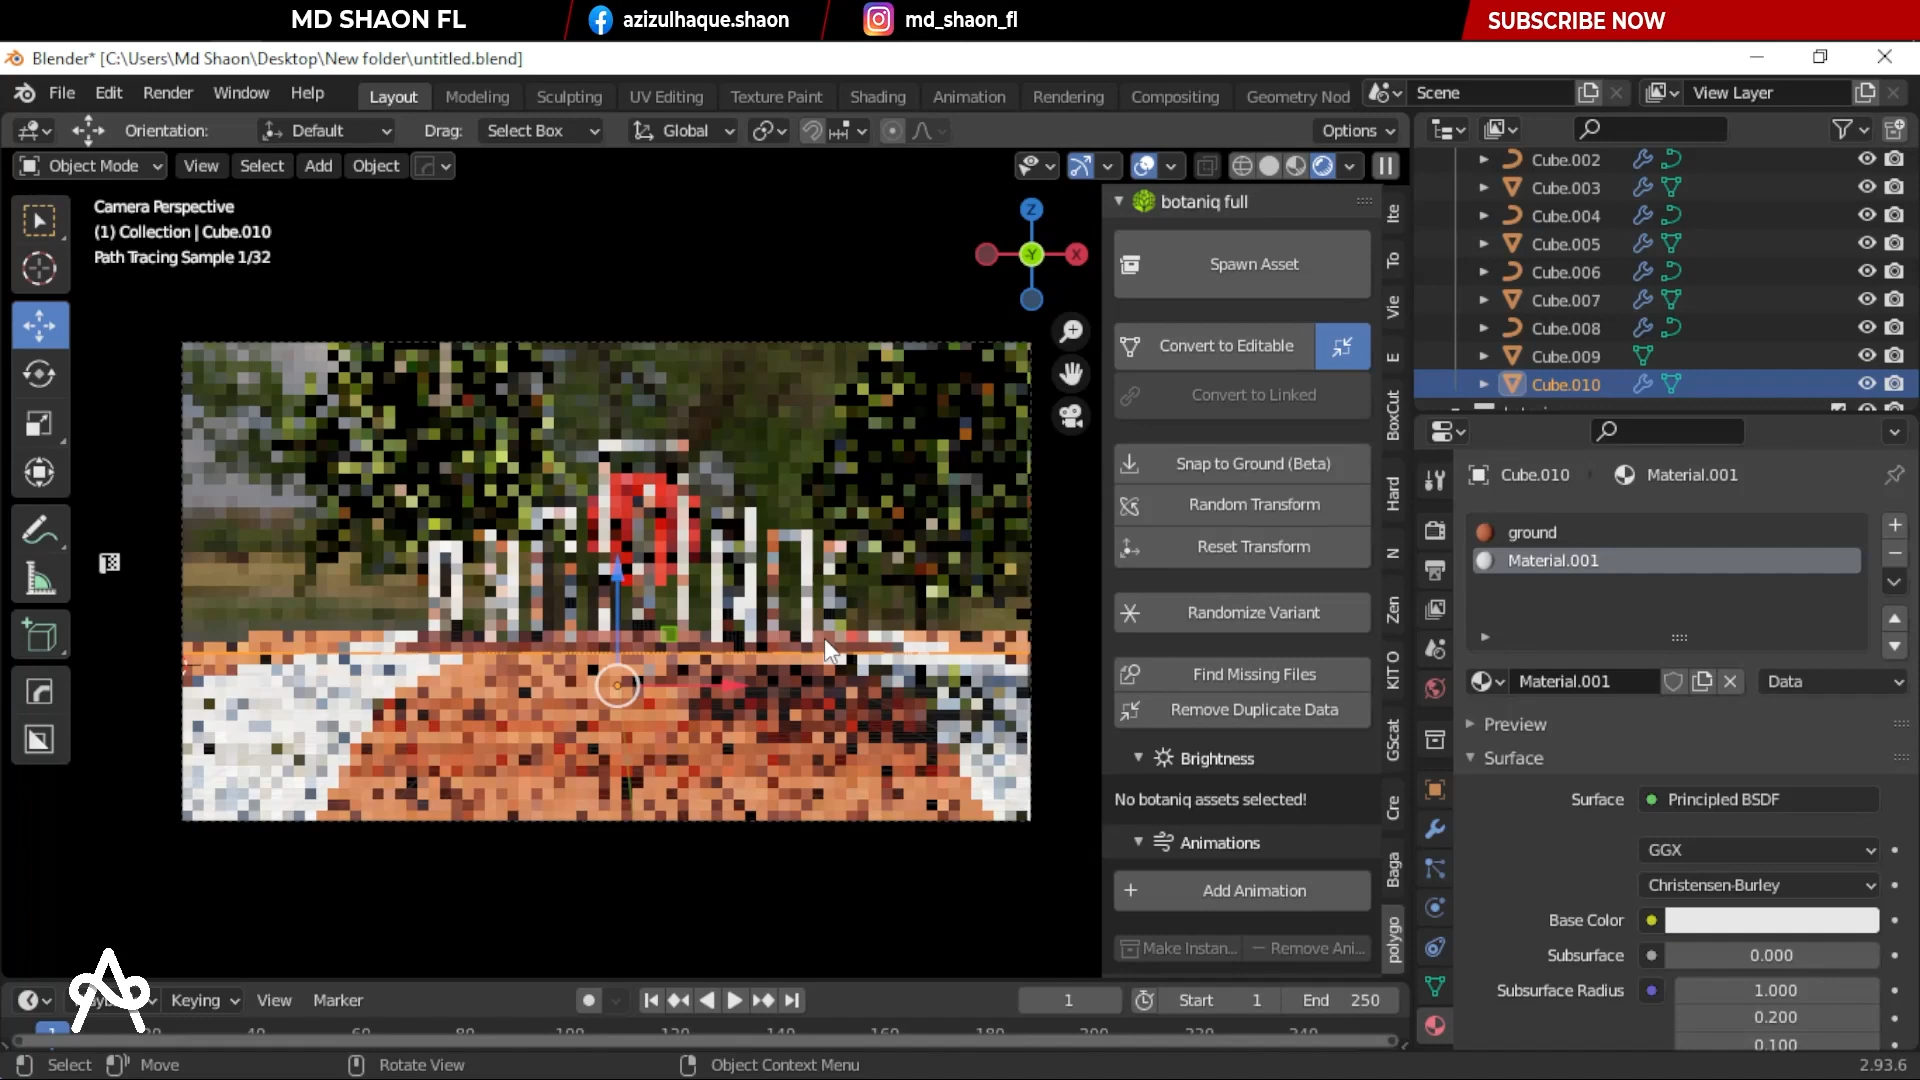 MD SHAON FL
azizulhaque.shaon
md_shaon_fl
SUBSCRIBE NOW
Blender* [C:\Users\Md Shaon\Desktop\New folder\untitled.blend]
File Edit Render Window Help
Layout Modeling Sculpting UV Editing Texture Paint Shading Animation Rendering Compositing Geometry Nod
Scene
View Layer
Orientation: Default Drag: Select Box Global
Options
Object Mode View Select Add Object
Camera Perspective
(1) Collection | Cube.010
Path Tracing Sample 1/32
Z
Y
X
botaniq full
Spawn Asset
Convert to Editable
Convert to Linked
Snap to Ground (Beta)
Random Transform
Reset Transform
Randomize Variant
Find Missing Files
Remove Duplicate Data
Brightness
No botaniq assets selected!
Animations
Add Animation
Make Instan...
Remove Ani...
Ite
To
Vie
E
BoxCut
Hard
N
Zen
KIT O
GScat
Cre
Baga
polygo
Cube.002
Cube.003
Cube.004
Cube.005
Cube.006
Cube.007
Cube.008
Cube.009
Cube.010
Cube.010 Material.001
ground
Material.001
Material.001
Data
Preview
Surface
Surface Principled BSDF
GGX
Christensen-Burley
Base Color
Subsurface 0.000
Subsurface Radius 1.000
0.200
0.100
Keying View Marker
1
Start 1
End 250
1
Select Move Rotate View Object Context Menu
2.93.6